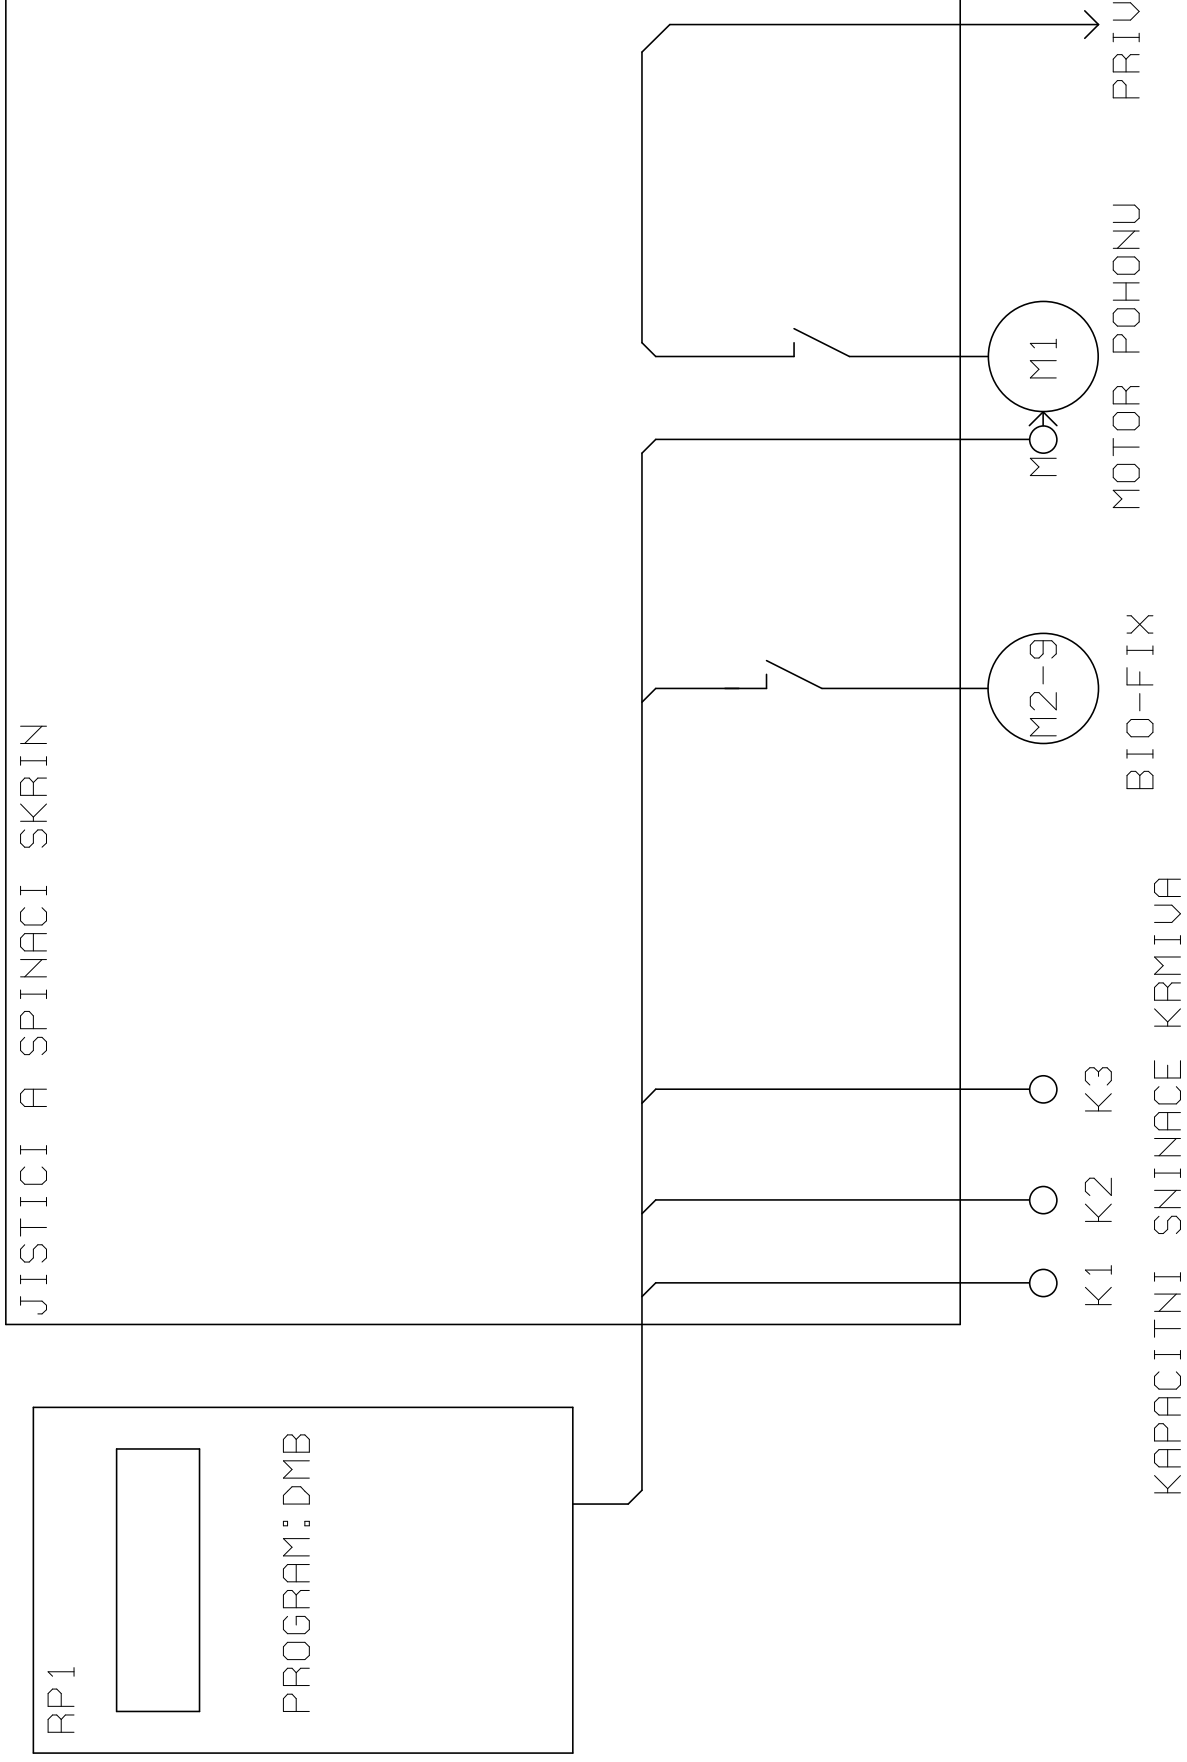 RP1
PROGRAM:DMB
JISTICI A SPINACI SKRIN
K1
K2
K3
KAPACITNI SNINACE KRMIVA
M2-9
BIO-FIX
M
M1
MOTOR POHONU
PRIV